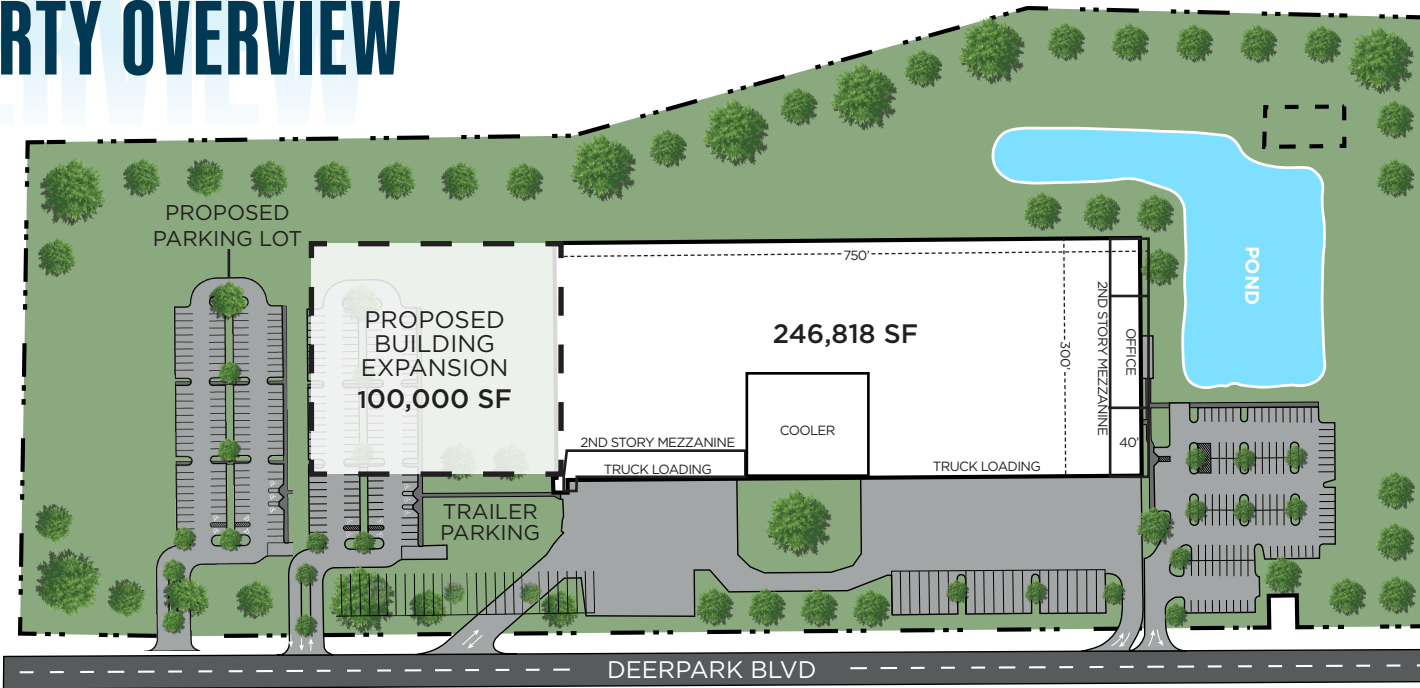 RTY OVERVIEW
PROPOSED
PARKING LOT
PROPOSED
BUILDING
EXPANSION
100,000 SF
750'
246,818 SF
300'
2ND STORY MEZZANINE
OFFICE
40'
POND
COOLER
2ND STORY MEZZANINE
TRUCK LOADING
TRUCK LOADING
TRAILER
PARKING
DEERPARK BLVD